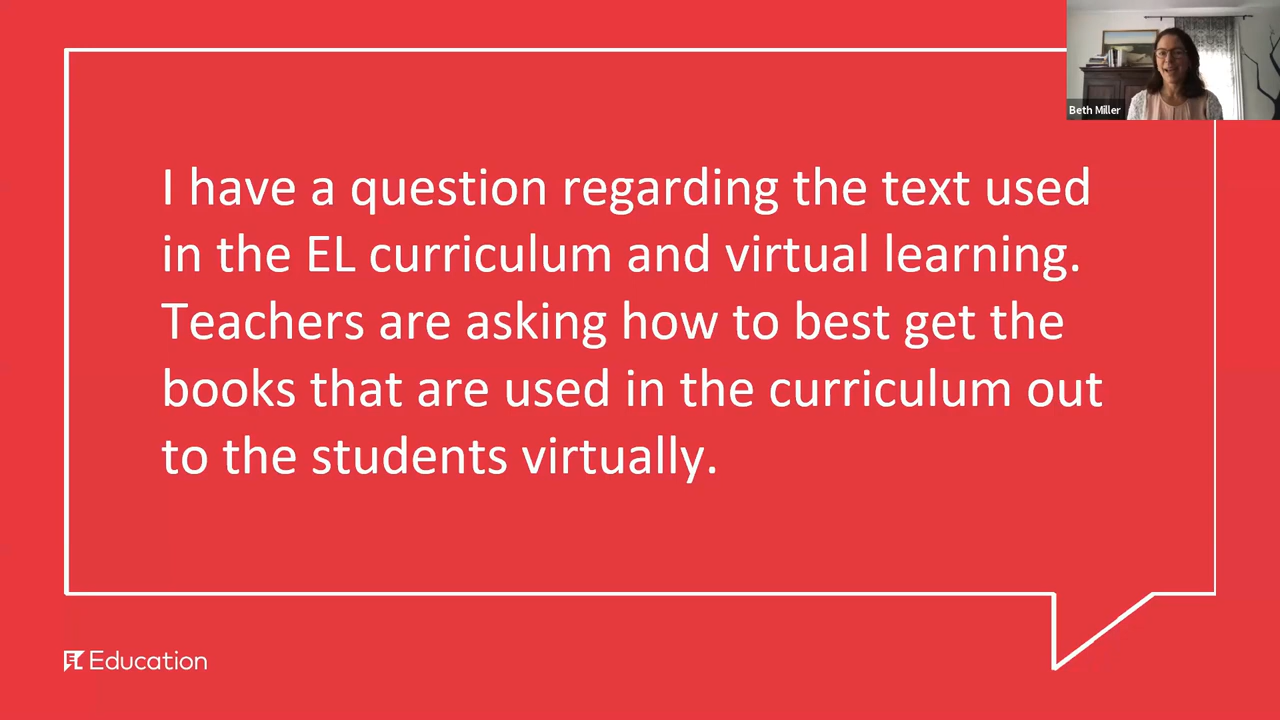 Beth Miller
I have a question regarding the text used
in the EL curriculum and virtual learning.
Teachers are asking how to best get the
books that are used in the curriculum out
to the students virtually.
EL Education